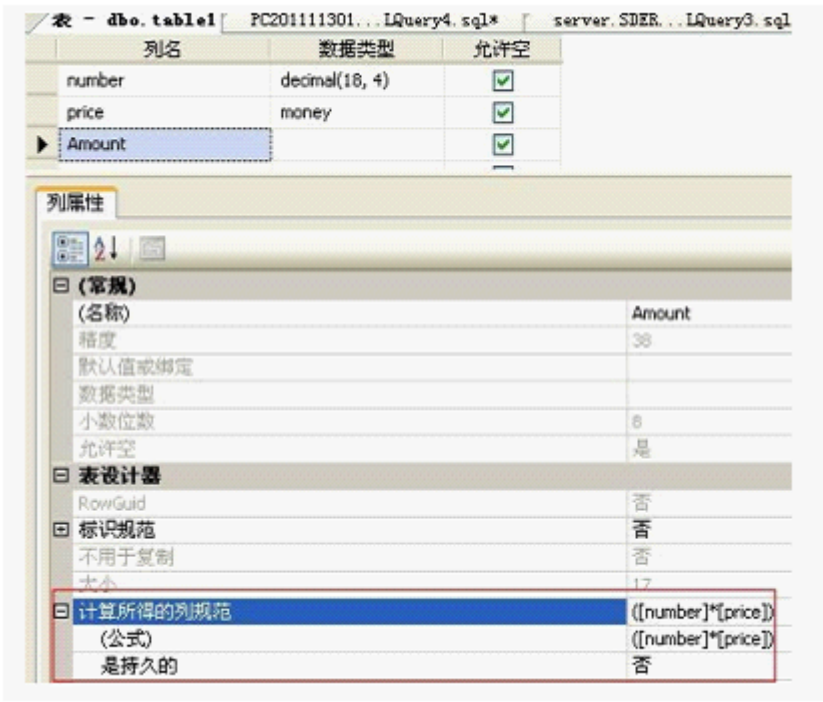 表 - dbo.table1 PC201111301...LQuery4.sql* server.SDER...LQuery3.sql
列名 数据类型 允许空
number decimal(18, 4)
price money
Amount
列属性
(常规)
(名称) Amount
精度 38
默认值或绑定
数据类型
小数位数 8
允许空 是
表设计器
RowGuid 否
标识规范 否
不用于复制 否
大小 17
计算所得的列规范 ([number]*[price])
(公式) ([number]*[price])
是持久的 否